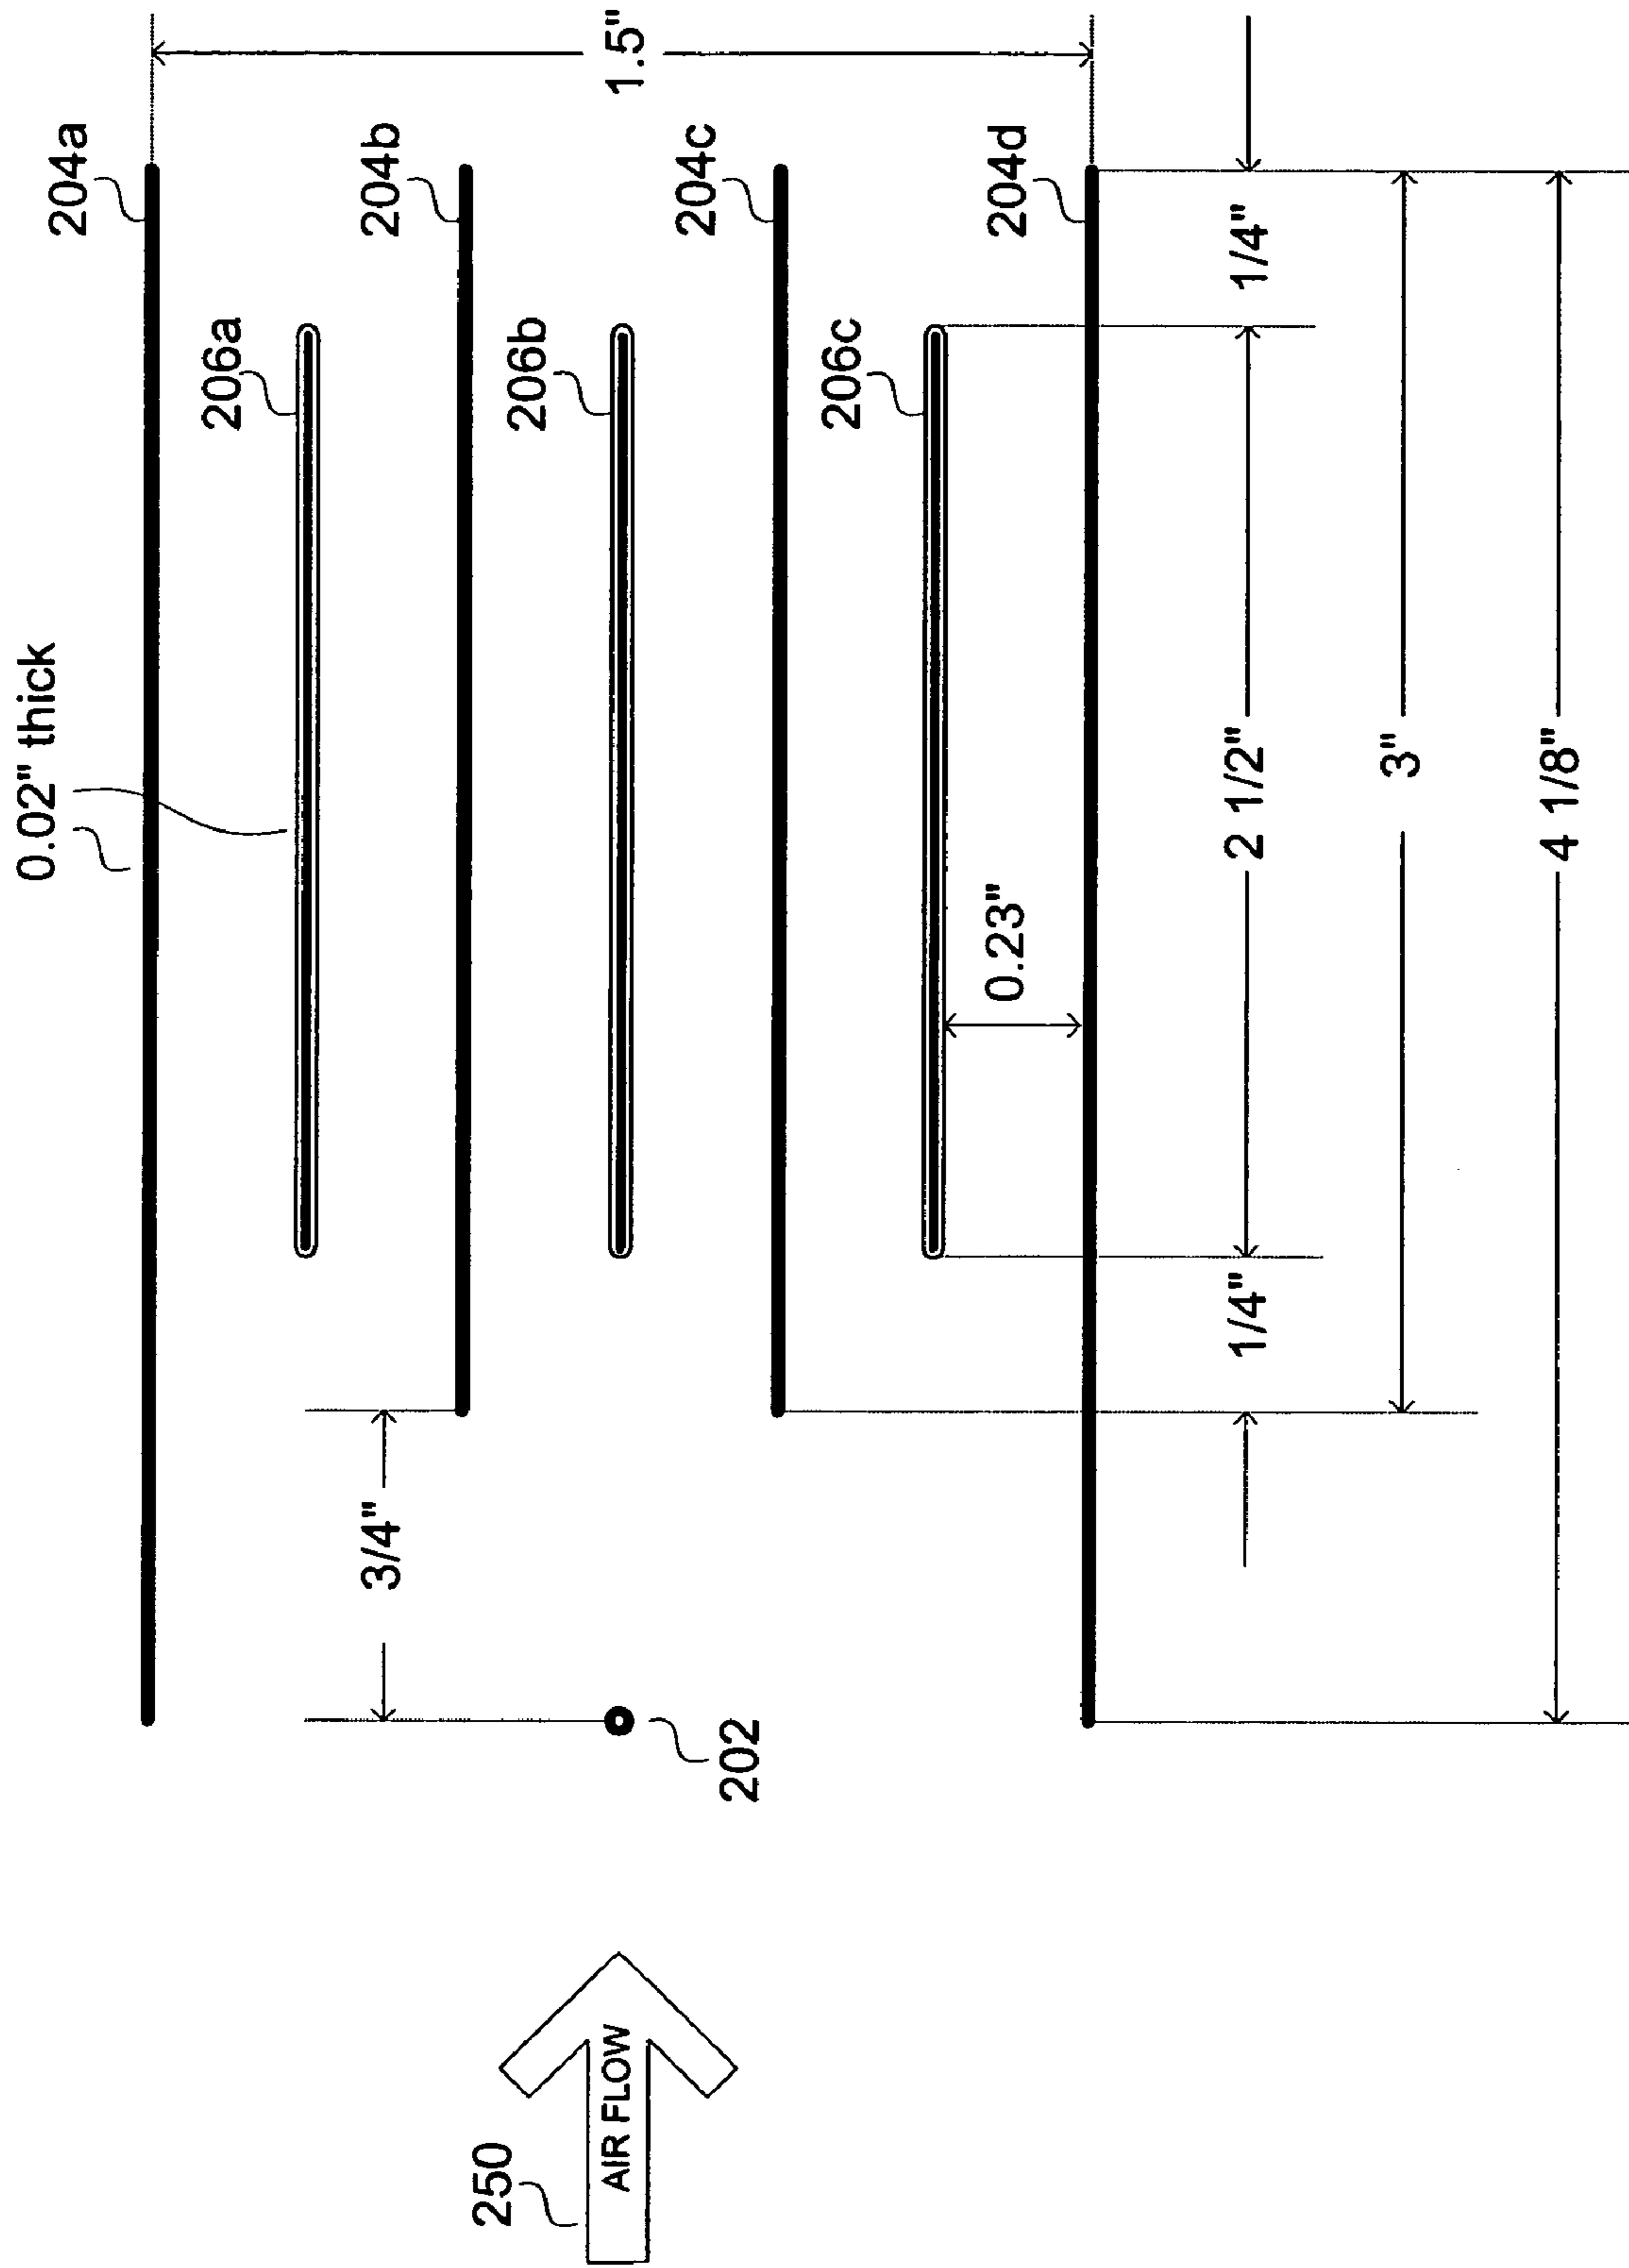 0.02" thick
204a
1.5"
206a
204b
206b
204c
206c
204d
0.23"
3/4"
202
1/4"
2 1/2"
1/4"
3"
4 1/8"
250
AIR FLOW